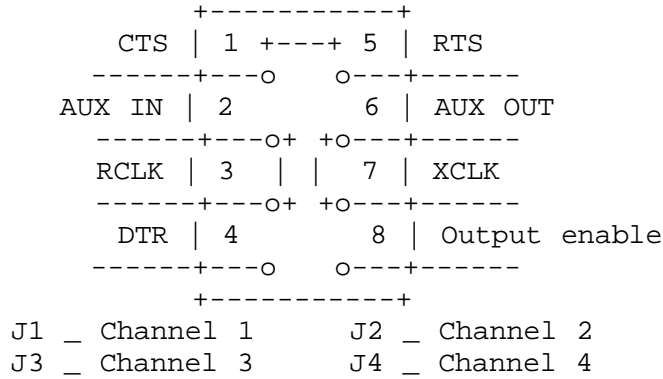 +-----------+
CTS | 1 +---+ 5 | RTS
------+---o o---+------
AUX IN | 2 6 | AUX OUT
------+---o+ +o---+------
RCLK | 3 | | 7 | XCLK
------+---o+ +o---+------
DTR | 4 8 | Output enable
------+---o o---+------
+-----------+
J1 _ Channel 1 J2 _ Channel 2
J3 _ Channel 3 J4 _ Channel 4